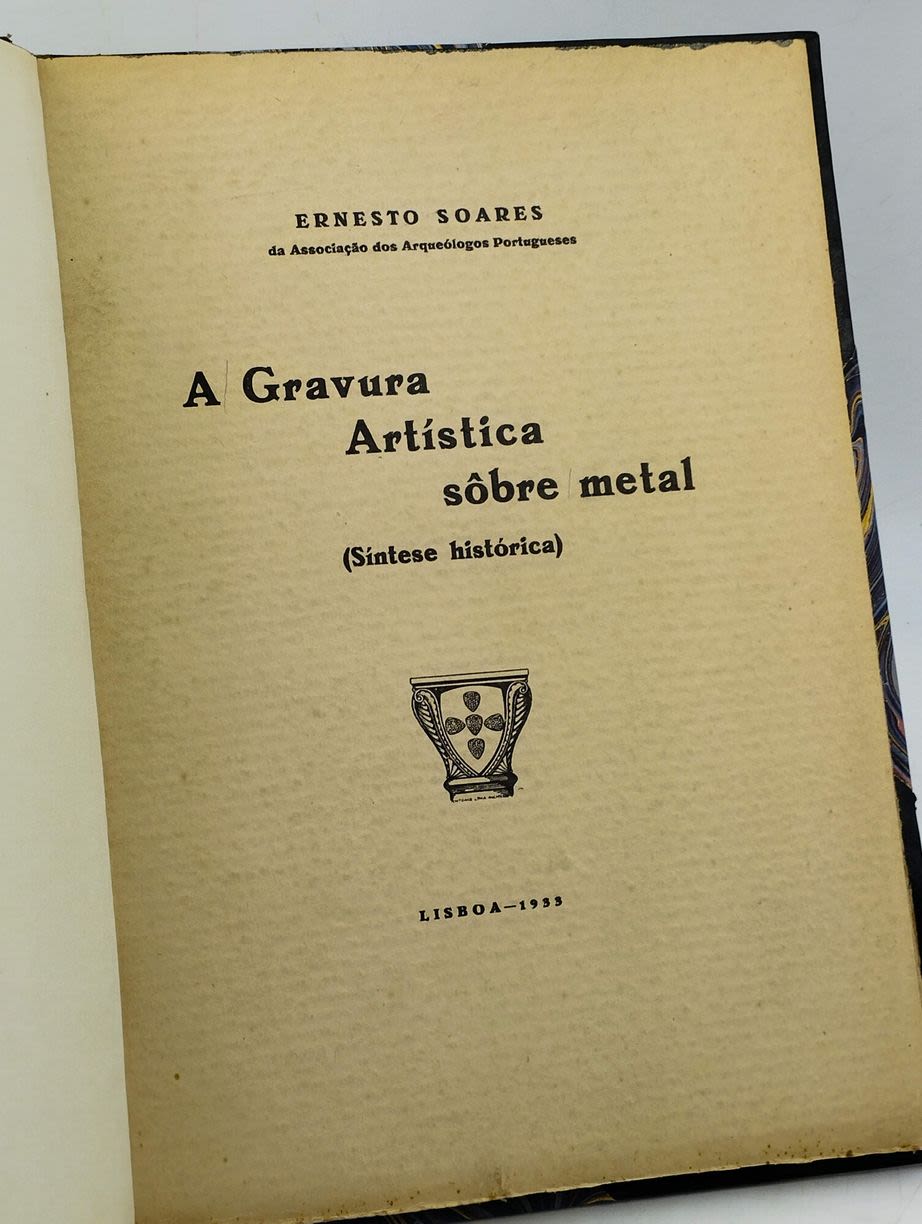 ERNESTO SOARES
da Associação dos Arqueólogos Portugueses
A Gravura
Artística
sôbre metal
(Síntese histórica)
LISBOA—1933